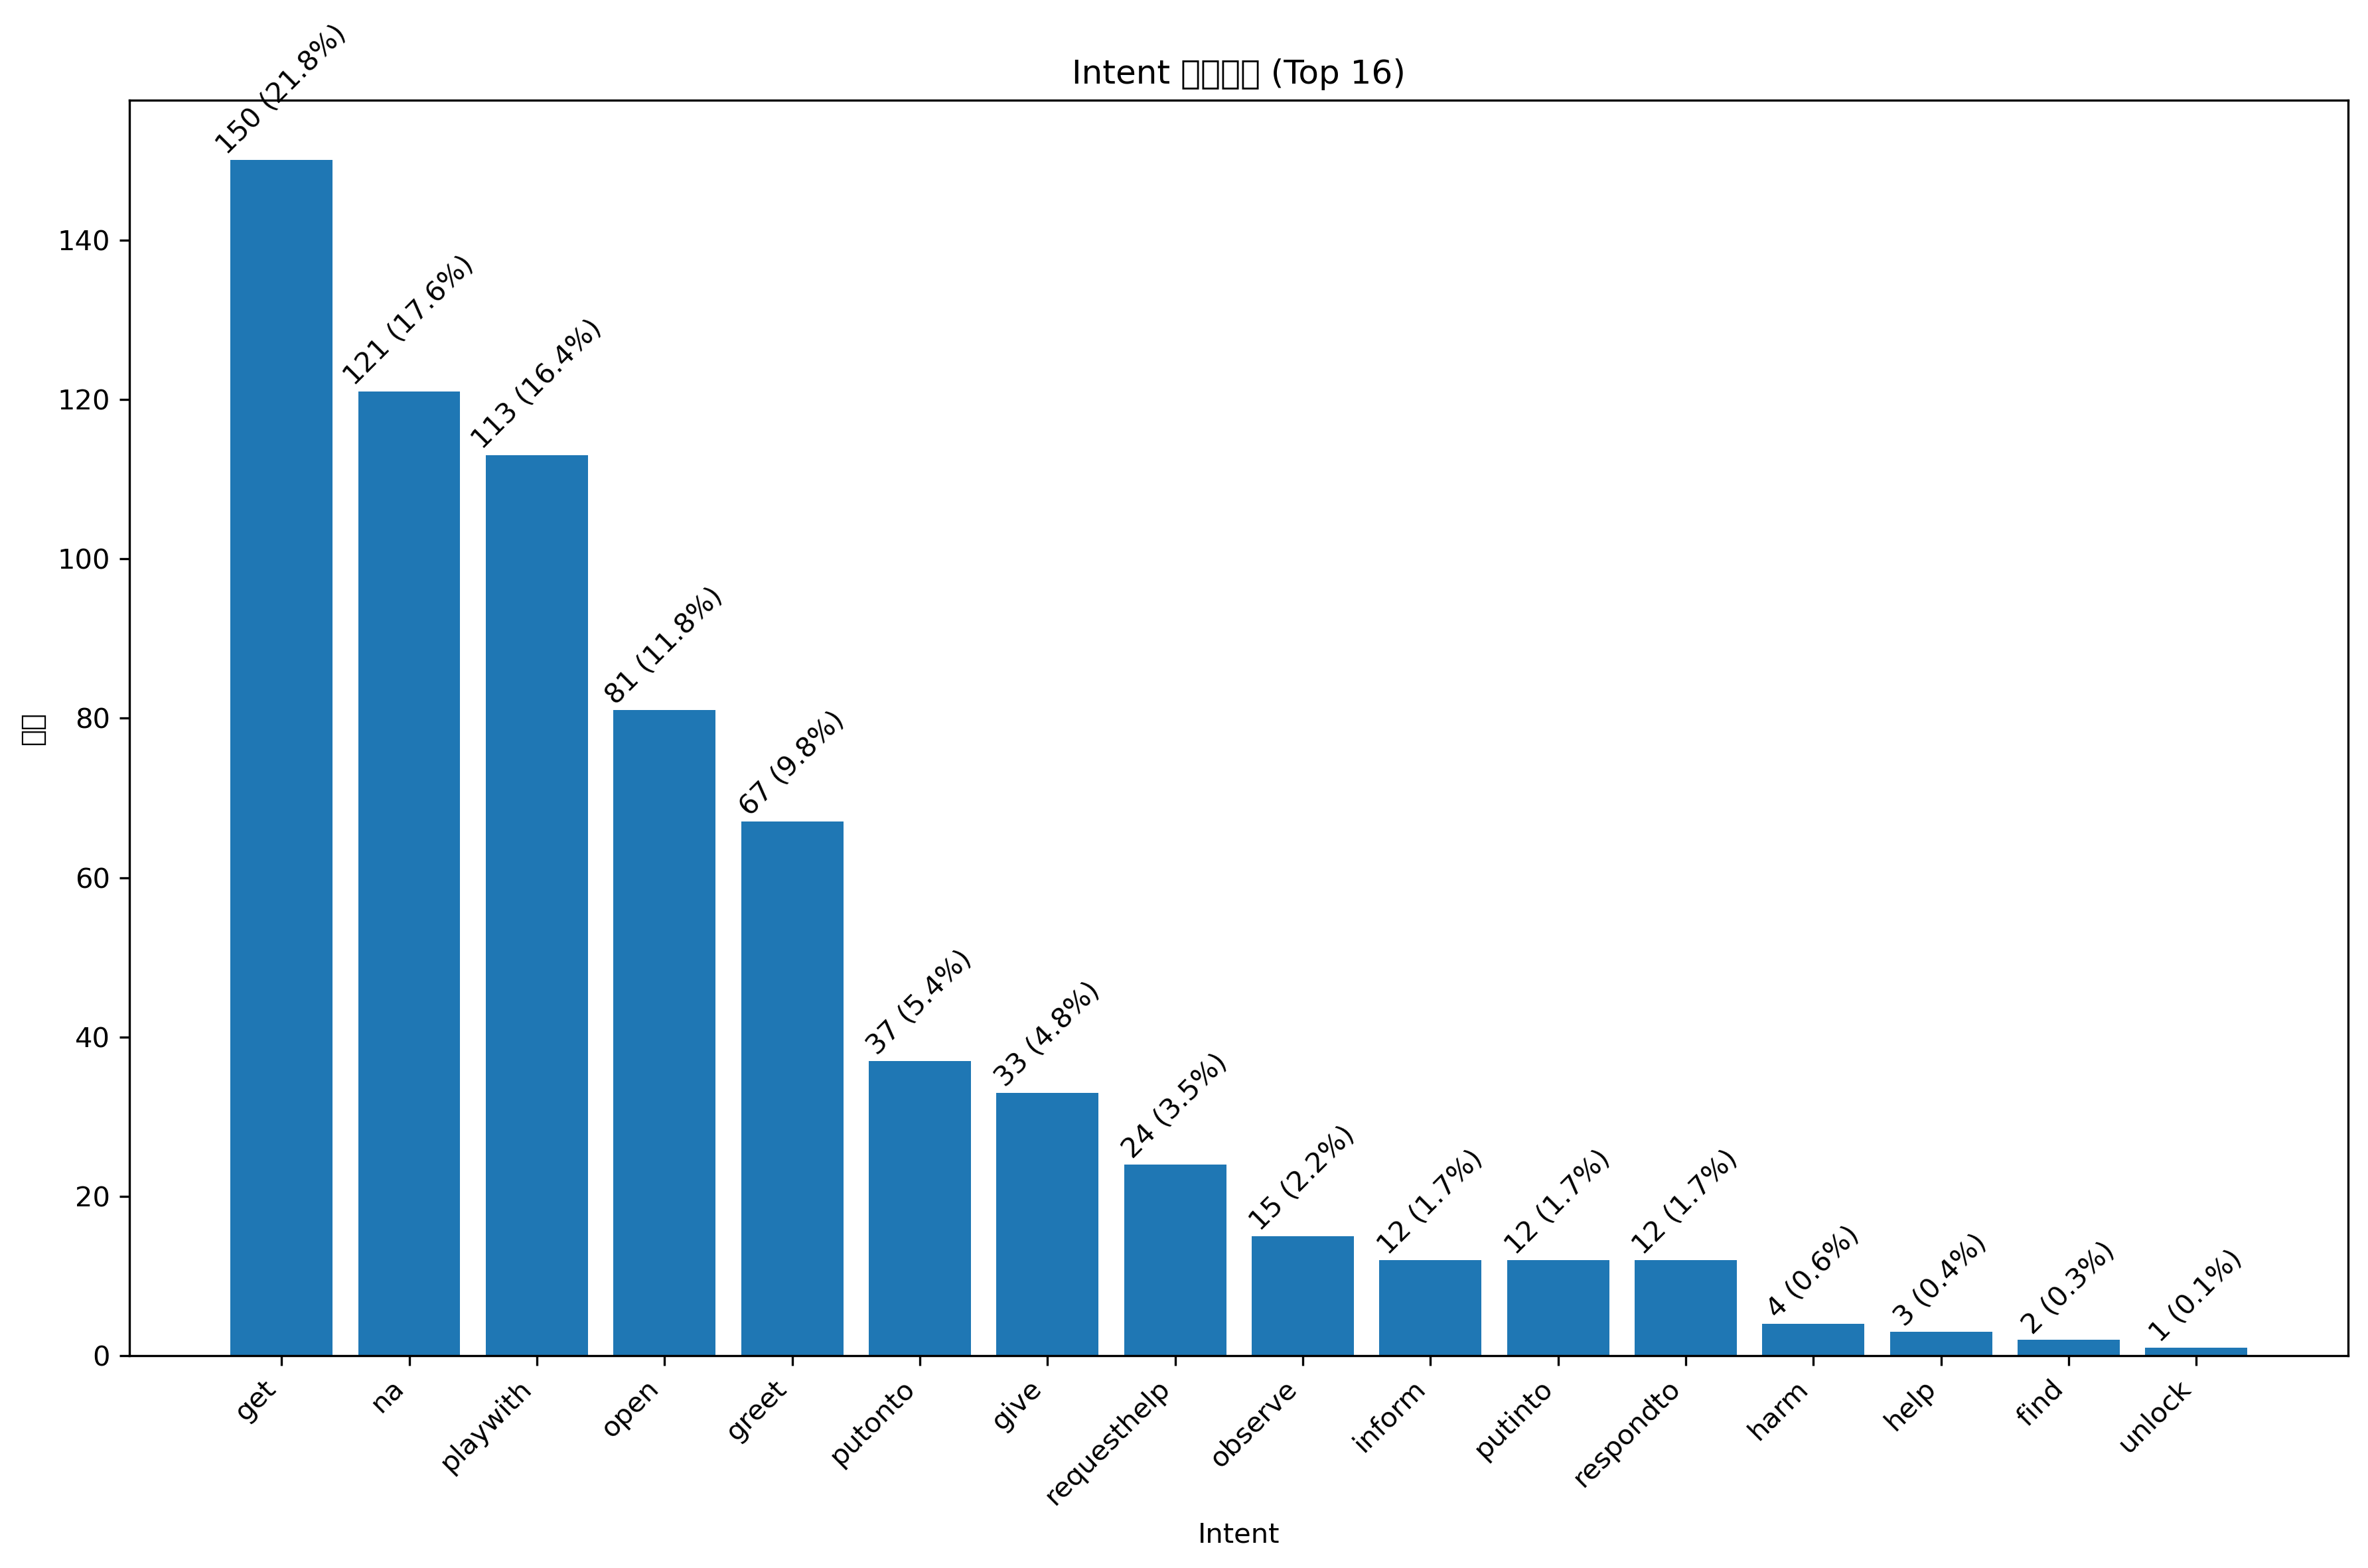 Intent (Top 16)
150 (21.8%)
121 (17.6%)
113 (16.4%)
81 (11.8%)
67 (9.8%)
37 (5.4%)
33 (4.8%)
24 (3.5%)
15 (2.2%)
12 (1.7%)
12 (1.7%)
12 (1.7%)
4 (0.6%)
3 (0.4%)
2 (0.3%)
1 (0.1%)
140
120
100
80
60
40
20
0
get
na
playwith
open
greet
putonto
give
requesthelp
observe
inform
putinto
respondto
harm
help
find
unlock
Intent